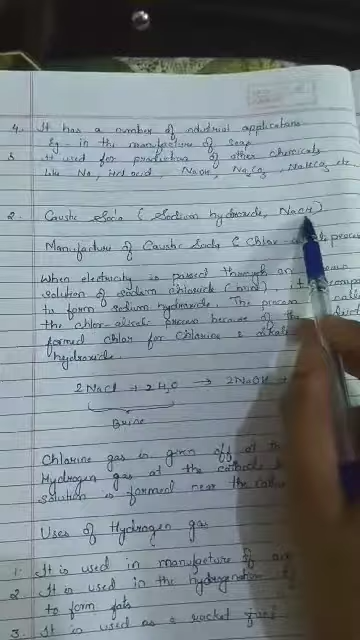 4. It has a number of industrial applications
Eg - in the manufacture of soap
5. It used for production of other chemicals
like Na, HCl acid, NaOH, Na2CO3, NaHCO3 etc
2. Caustic Soda ( Sodium hydroxide, NaOH)
Manufacture of Caustic Soda ( Chlor - alkali proces
When electricity is passed through an
solution of sodium chloride (brine), it
to form sodium hydroxide. The process
the chlor-alkali process because of the
formed chlor for Chlorine & alkali
hydroxide.
2NaCl + 2H2O → 2NaOH +
Brine
Chlorine gas is given off at the
Hydrogen gas at the cathode
solution is formed near the
Uses of Hydrogen gas
1. It is used in manufacture of
2. It is used in the hydrogenation
to form fats
3. It is used as a rocket fuel